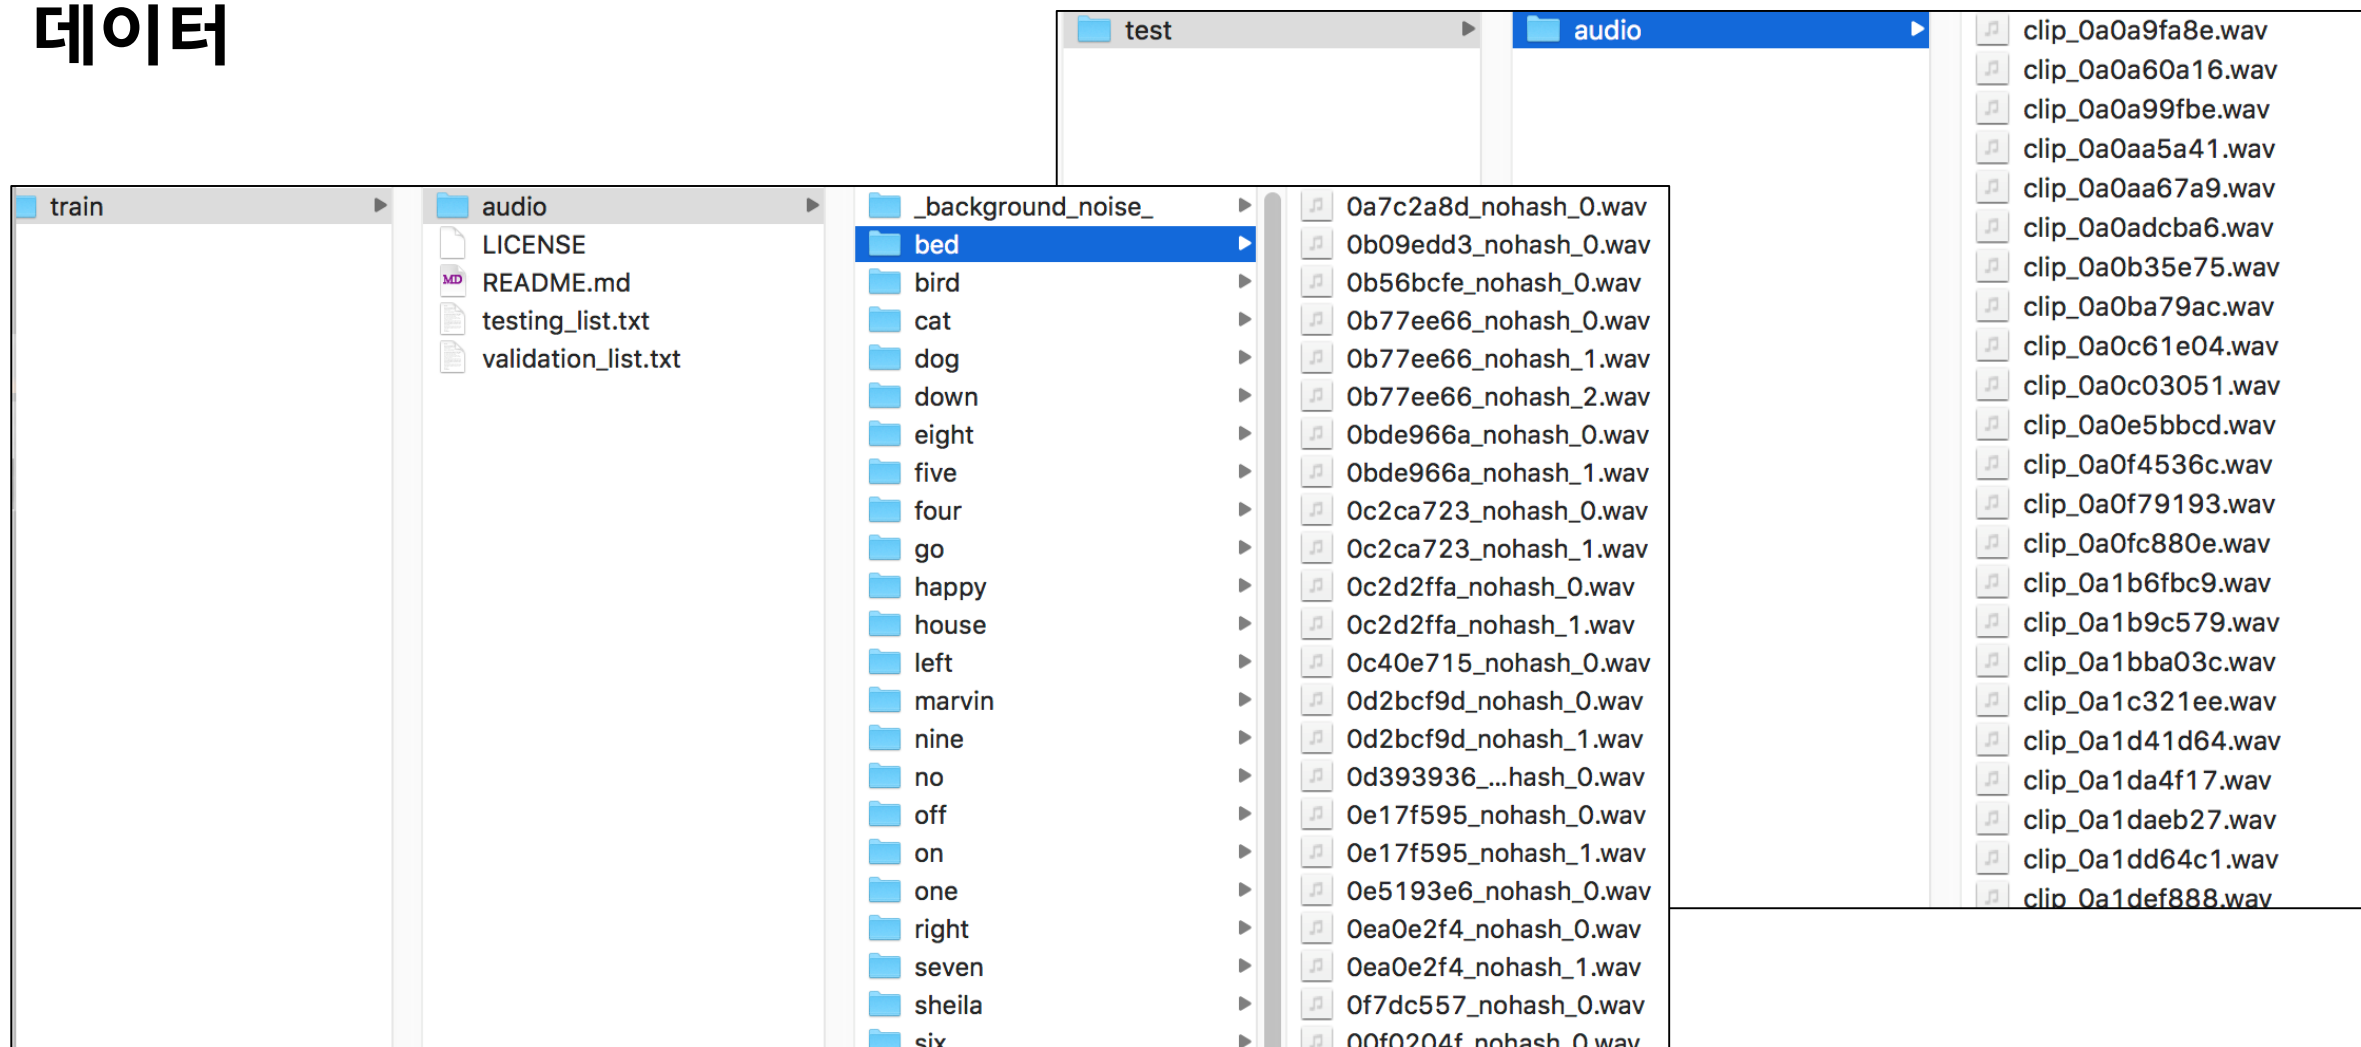 데이터
test
audio
clip_0a0a9fa8e.wav
clip_0a0a60a16.wav
clip_0a0a99fbe.wav
clip_0a0aa5a41.wav
clip_0a0aa67a9.wav
clip_0a0adcba6.wav
clip_0a0b35e75.wav
clip_0a0ba79ac.wav
clip_0a0c61e04.wav
clip_0a0c03051.wav
clip_0a0e5bbcd.wav
clip_0a0f4536c.wav
clip_0a0f79193.wav
clip_0a0fc880e.wav
clip_0a1b6fbc9.wav
clip_0a1b9c579.wav
clip_0a1bba03c.wav
clip_0a1c321ee.wav
clip_0a1d41d64.wav
clip_0a1da4f17.wav
clip_0a1daeb27.wav
clip_0a1dd64c1.wav
clip_0a1def888.wav
train
audio
LICENSE
README.md
testing_list.txt
validation_list.txt
_background_noise_
bed
bird
cat
dog
down
eight
five
four
go
happy
house
left
marvin
nine
no
off
on
one
right
seven
sheila
six
0a7c2a8d_nohash_0.wav
0b09edd3_nohash_0.wav
0b56bcfe_nohash_0.wav
0b77ee66_nohash_0.wav
0b77ee66_nohash_1.wav
0b77ee66_nohash_2.wav
0bde966a_nohash_0.wav
0bde966a_nohash_1.wav
0c2ca723_nohash_0.wav
0c2ca723_nohash_1.wav
0c2d2ffa_nohash_0.wav
0c2d2ffa_nohash_1.wav
0c40e715_nohash_0.wav
0d2bcf9d_nohash_0.wav
0d2bcf9d_nohash_1.wav
0d393936_...hash_0.wav
0e17f595_nohash_0.wav
0e17f595_nohash_1.wav
0e5193e6_nohash_0.wav
0ea0e2f4_nohash_0.wav
0ea0e2f4_nohash_1.wav
0f7dc557_nohash_0.wav
00f0204f_nohash_0.wav